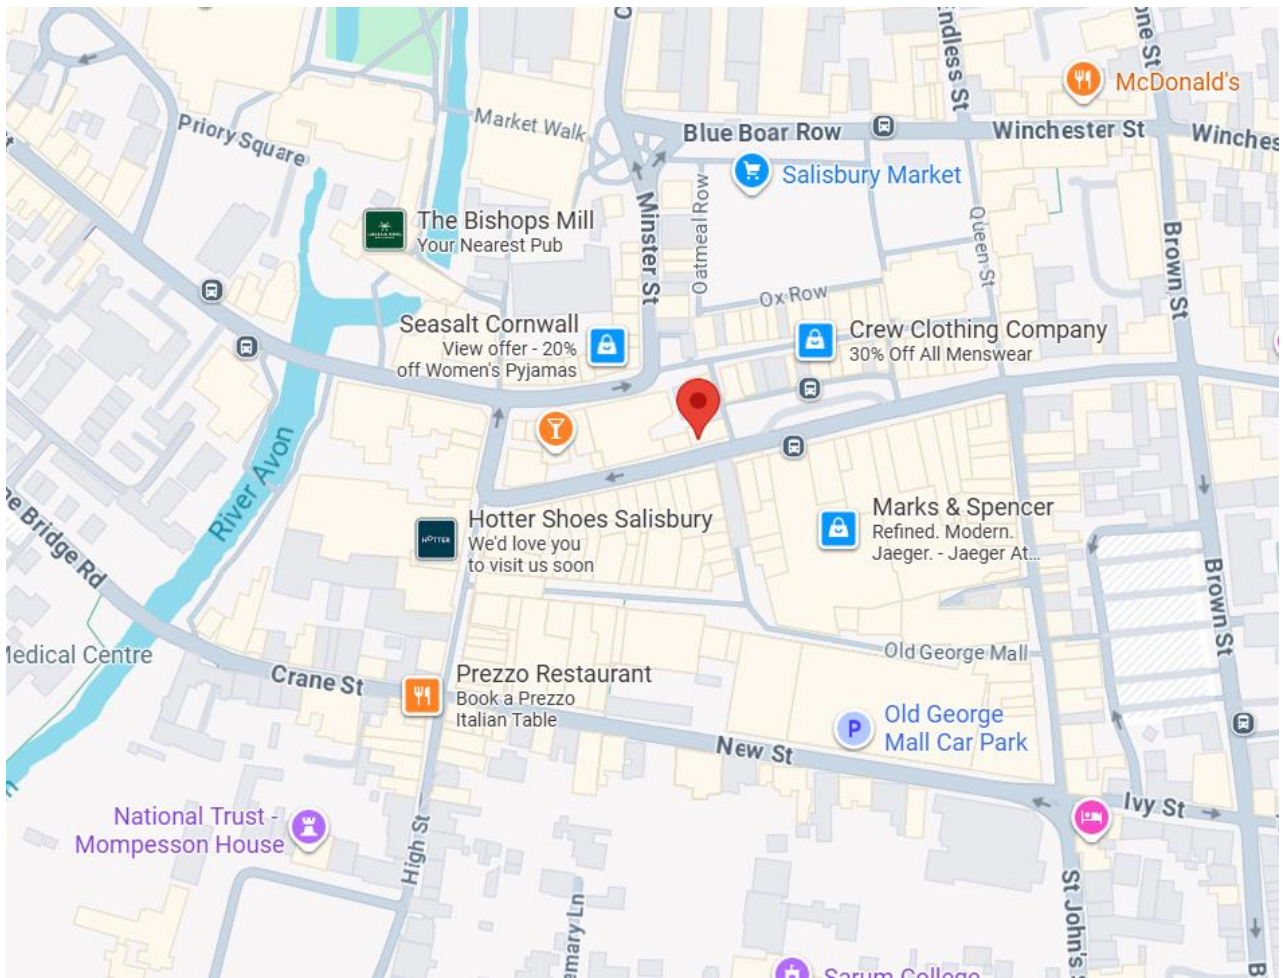 Priory Square
Market Walk
Blue Boar Row
Winchester St
McDonald's
Salisbury Market
The Bishops Mill
Your Nearest Pub
Minster St
Oatmeal Row
Queen St
Brown St
Ox Row
Seasalt Cornwall
View offer - 20%
off Women's Pyjamas
Crew Clothing Company
30% Off All Menswear
River Avon
Hotter Shoes Salisbury
We'd love you
to visit us soon
HOTTER
Marks & Spencer
Refined. Modern.
Jaeger. - Jaeger At...
Brown St
Bridge Rd
Medical Centre
Crane St
Old George Mall
Prezzo Restaurant
Book a Prezzo
Italian Table
P
Old George
Mall Car Park
New St
Ivy St
National Trust -
Mompesson House
High St
St John's
Sarum College